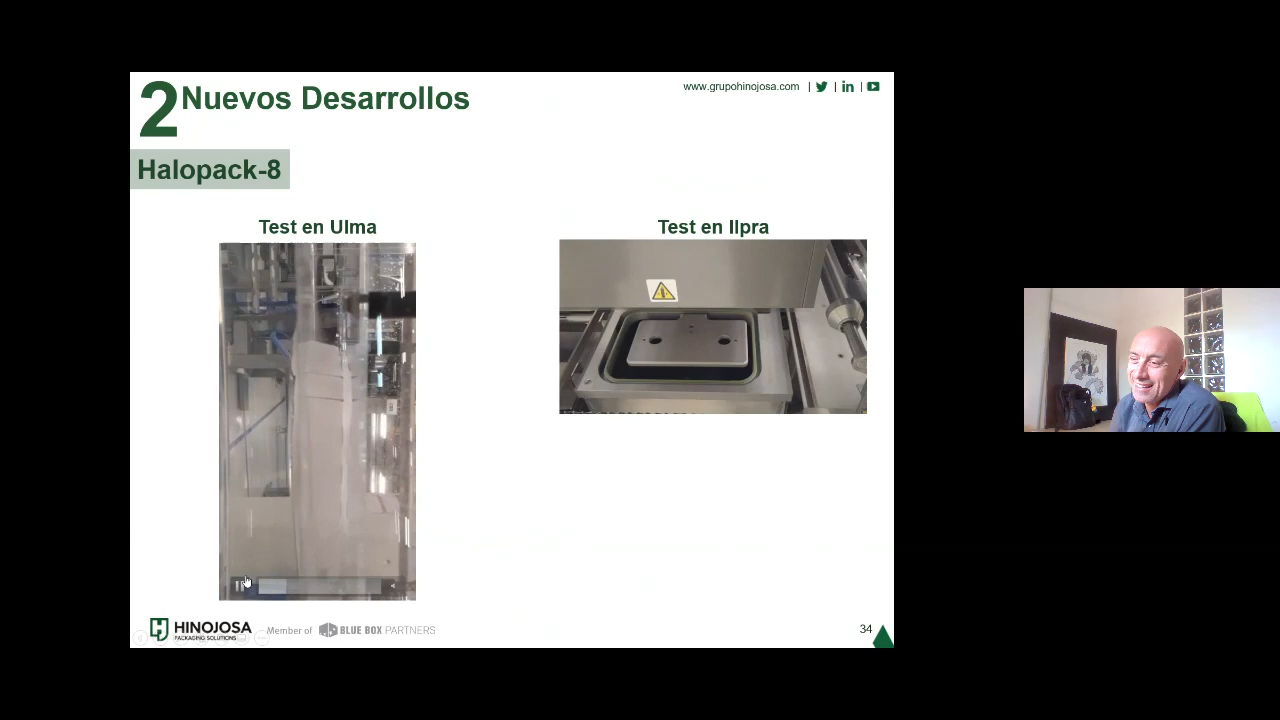 2 Nuevos Desarrollos
www.grupohinojosa.com | | in |
Halopack-8
Test en Ulma
Test en Ilpra
HINOJOSA
PACKAGING SOLUTIONS
Member of
BLUE BOX PARTNERS
34